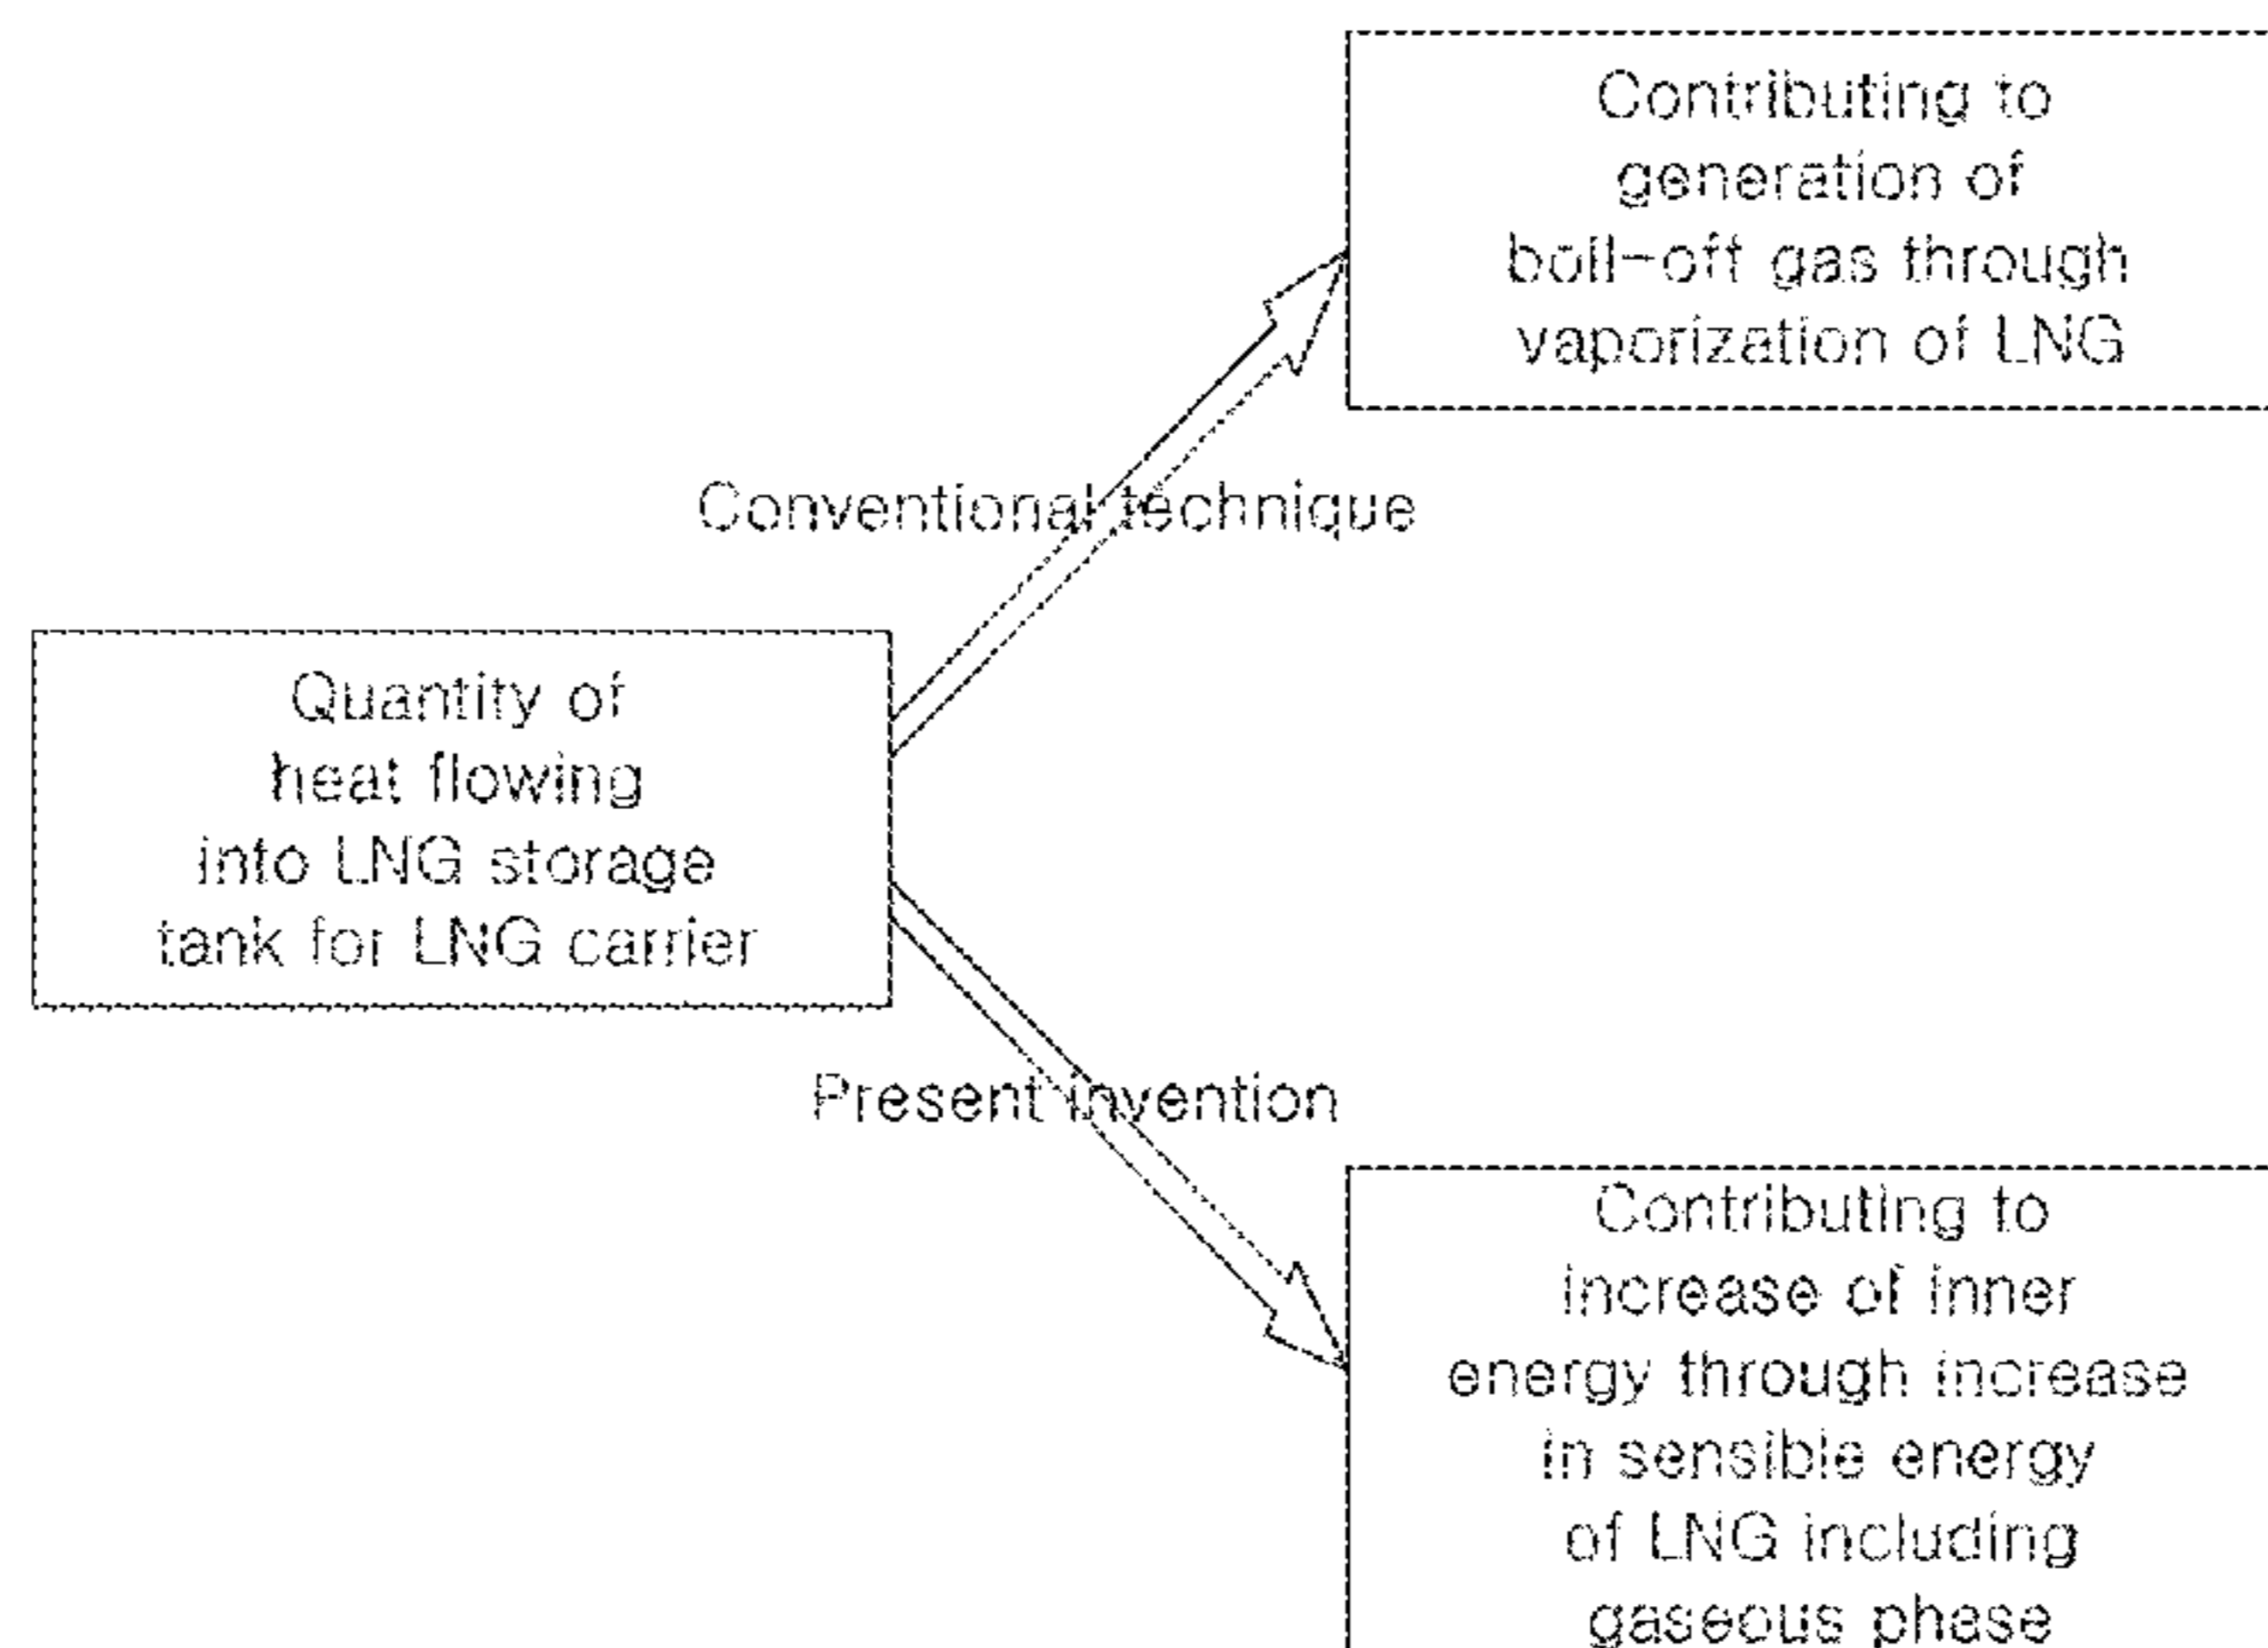 Contributing to
generation of
boil-off gas through
vaporization of LNG
Conventional technique
Quantity of
heat flowing
into LNG storage
tank for LNG carrier
Present invention
Contributing to
increase of inner
energy through increase
in sensible energy
of LNG including
gaseous phase